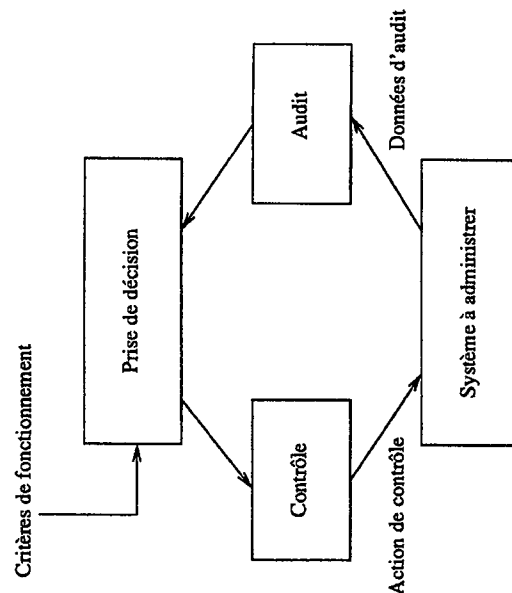 Critères de fonctionnement
Prise de décision
Contrôle
Audit
Action de contrôle
Données d'audit
Système à administrer